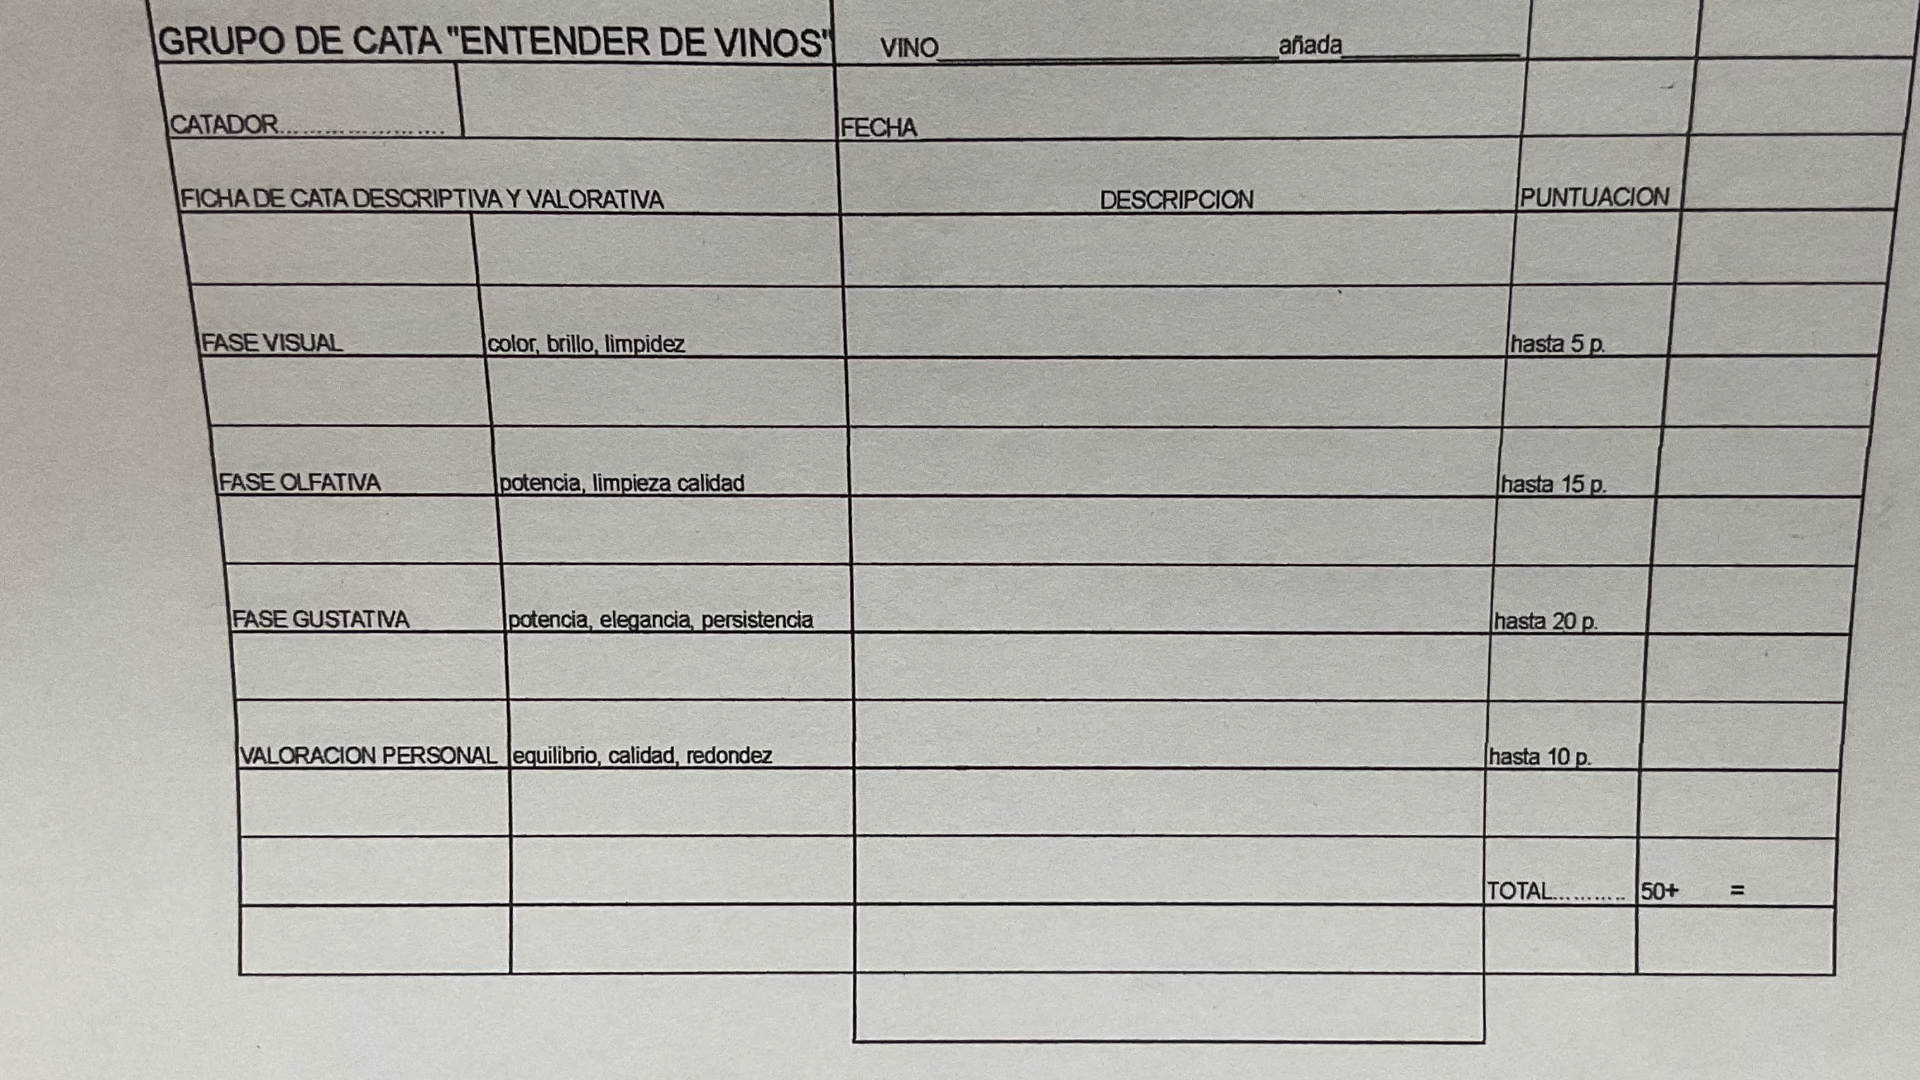 GRUPO DE CATA "ENTENDER DE VINOS" VINO__________________ añada__________
CATADOR...................... FECHA
FICHA DE CATA DESCRIPTIVA Y VALORATIVA DESCRIPCION PUNTUACION
FASE VISUAL color, brillo, limpidez hasta 5 p.
FASE OLFATIVA potencia, limpieza calidad hasta 15 p.
FASE GUSTATIVA potencia, elegancia, persistencia hasta 20 p.
VALORACION PERSONAL equilibrio, calidad, redondez hasta 10 p.
TOTAL........... 50+ =